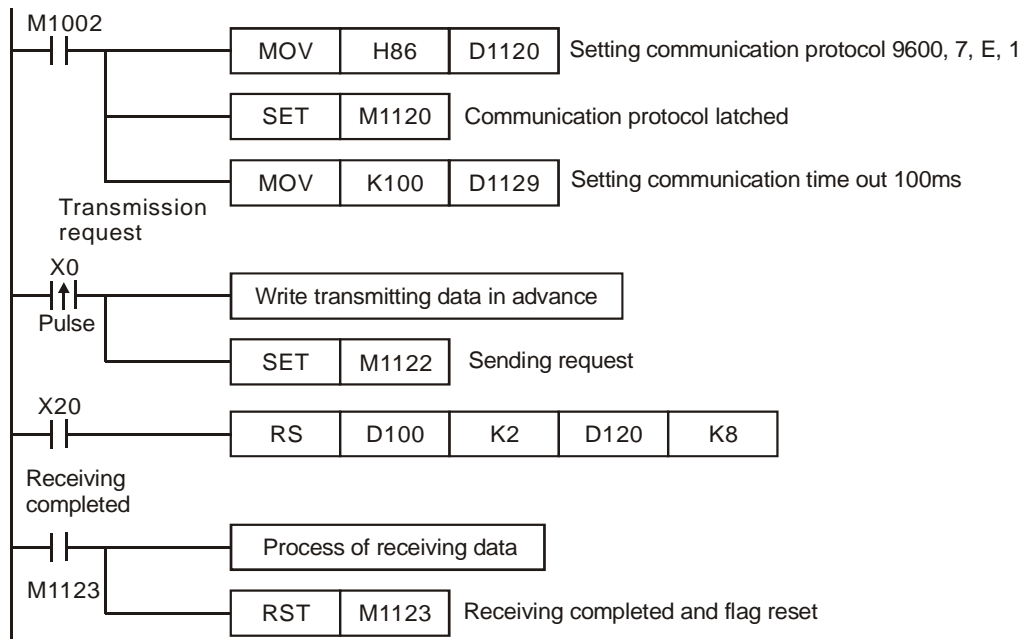 M1002
MOV H86 D1120 Setting communication protocol 9600, 7, E, 1
SET M1120 Communication protocol latched
MOV K100 D1129 Setting communication time out 100ms
Transmission
request
X0
Write transmitting data in advance
Pulse
SET M1122 Sending request
X20
RS D100 K2 D120 K8
Receiving
completed
Process of receiving data
M1123
RST M1123 Receiving completed and flag reset